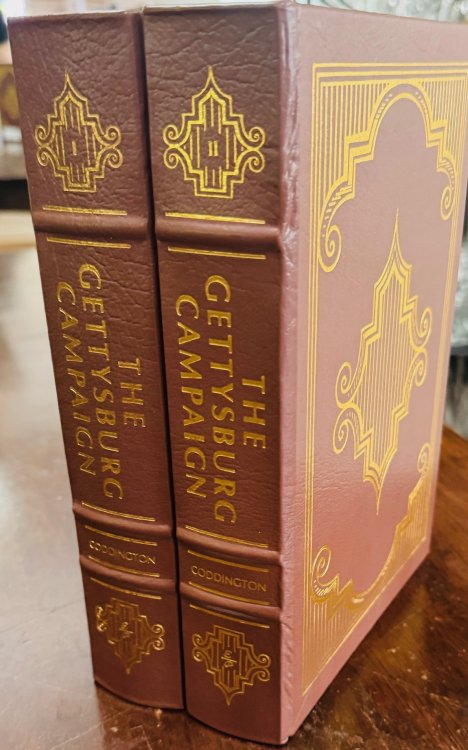 I
THE
GETTYSBURG
CAMPAIGN
CODDINGTON
II
THE
GETTYSBURG
CAMPAIGN
CODDINGTON